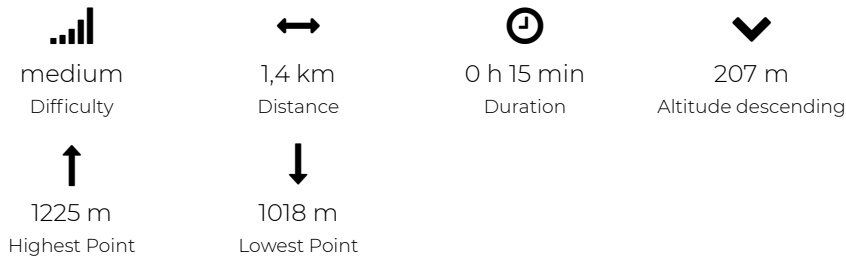 medium
Difficulty
1,4 km
Distance
0 h 15 min
Duration
207 m
Altitude descending
1225 m
Highest Point
1018 m
Lowest Point